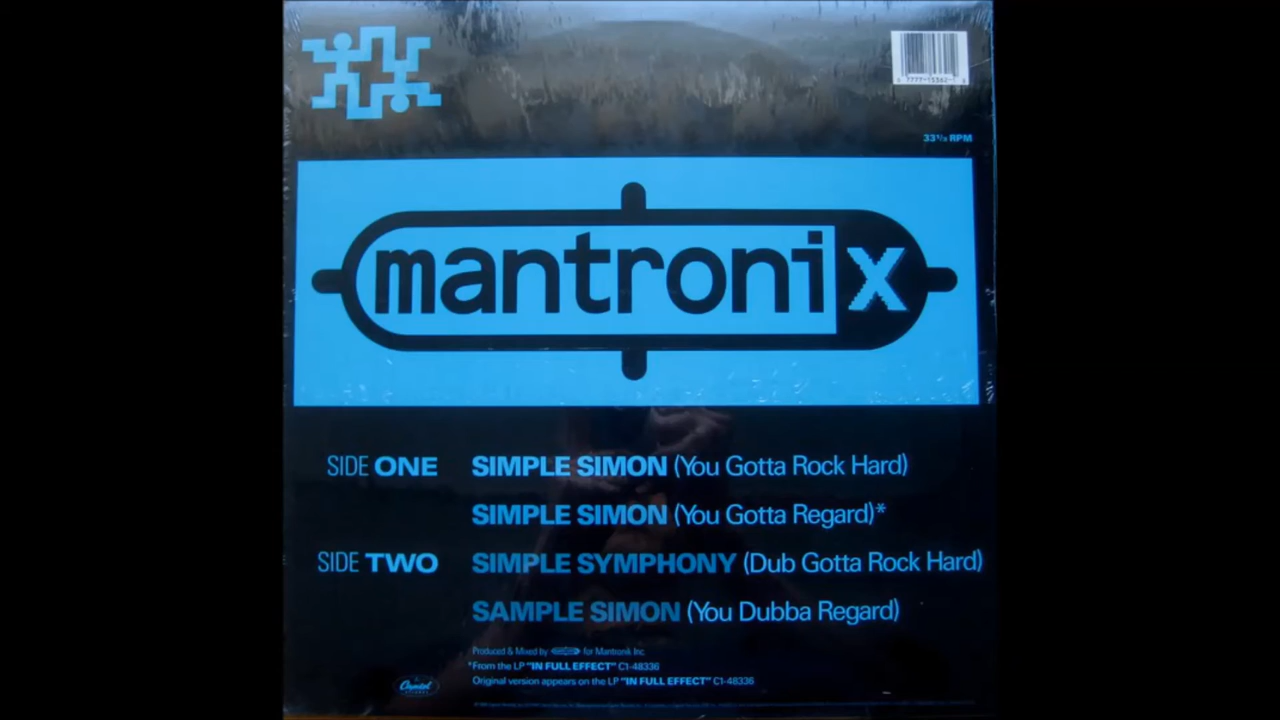 33⅓ RPM
mantronix
SIDE ONE SIMPLE SIMON (You Gotta Rock Hard)
SIMPLE SIMON (You Gotta Regard)*
SIDE TWO SIMPLE SYMPHONY (Dub Gotta Rock Hard)
SAMPLE SIMON (You Dubba Regard)
Produced & Mixed by for Mantronik Inc.
*From the LP "IN FULL EFFECT" C1-48336
Original version appears on the LP "IN FULL EFFECT" C1-48336
Capitol